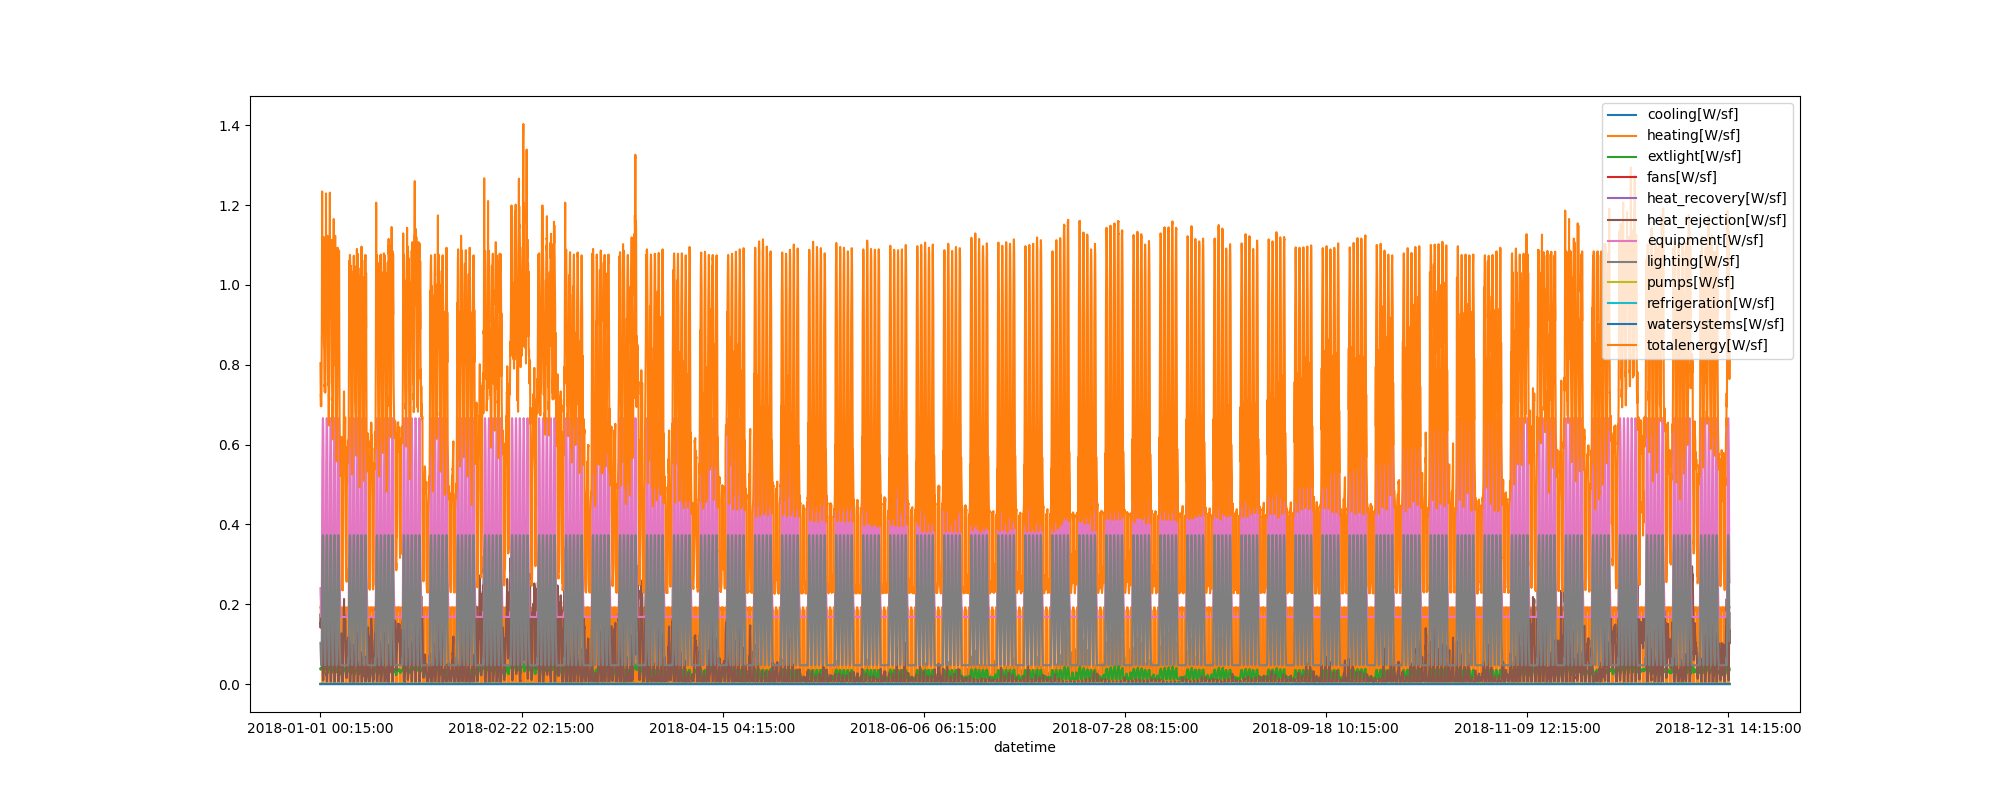 cooling[W/sf]
heating[W/sf]
extlight[W/sf]
fans[W/sf]
heat_recovery[W/sf]
heat_rejection[W/sf]
equipment[W/sf]
lighting[W/sf]
pumps[W/sf]
refrigeration[W/sf]
watersystems[W/sf]
totalenergy[W/sf]
1.4
1.2
1.0
0.8
0.6
0.4
0.2
0.0
2018-01-01 00:15:00 2018-02-22 02:15:00 2018-04-15 04:15:00 2018-06-06 06:15:00 2018-07-28 08:15:00 2018-09-18 10:15:00 2018-11-09 12:15:00 2018-12-31 14:15:00
datetime